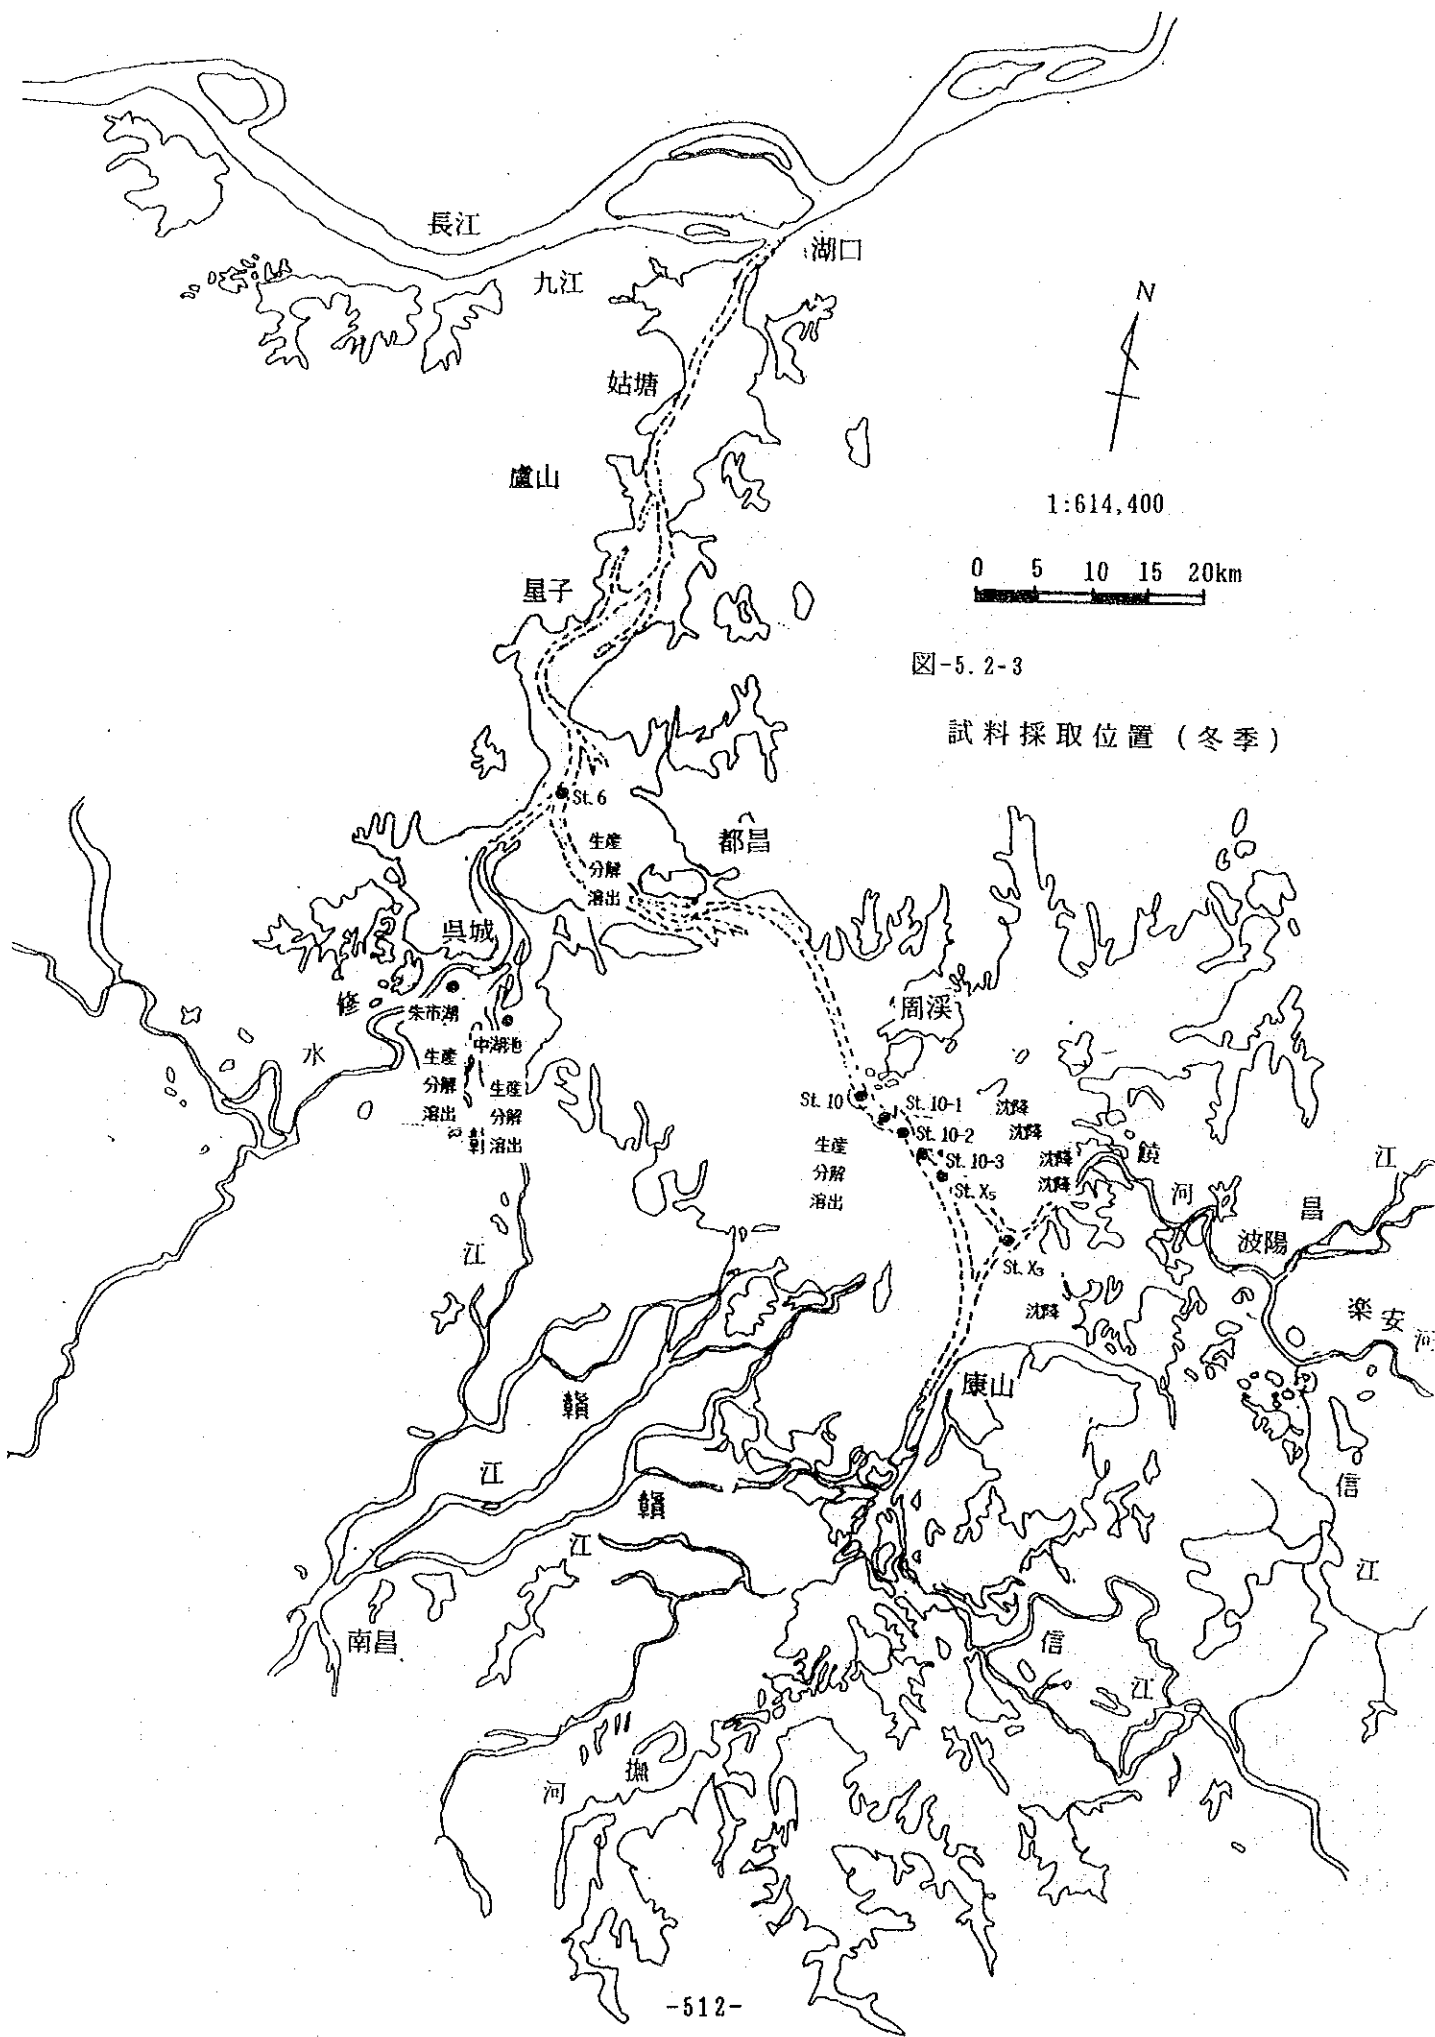 長江
九江
湖口
姑塘
N
廬山
1:614,400
0 5 10 15 20km
星子
図-5.2-3
試料採取位置 (冬季)
St.6
生産
分解
溶出
都昌
呉城
修
水
朱市湖
生産
分解
溶出
中湖池
生産
分解
溶出
周渓
St.10
St.10-1
沈降
St.10-2
沈降
St.10-3
沈降
St.X5
沈降
生産
分解
溶出
St.X3
沈降
饒
河
波陽
昌
江
楽安河
江
贛
江
贛
江
康山
信
江
南昌
信
江
撫
河
-512-